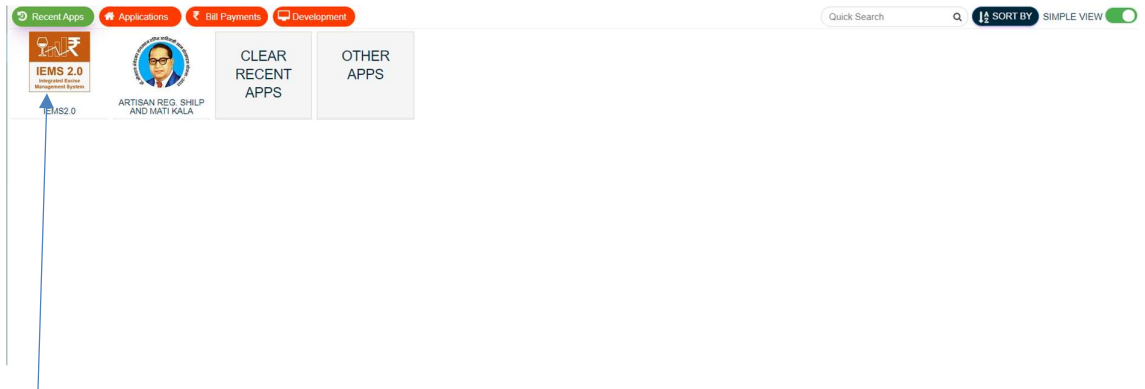 Recent Apps
Applications
₹ Bill Payments
Development
Quick Search
SORT BY
SIMPLE VIEW
₹
IEMS 2.0
Integrated Excise
Management System
IEMS2.0
ARTISAN REG. SHILP
AND MATI KALA
CLEAR
RECENT
APPS
OTHER
APPS